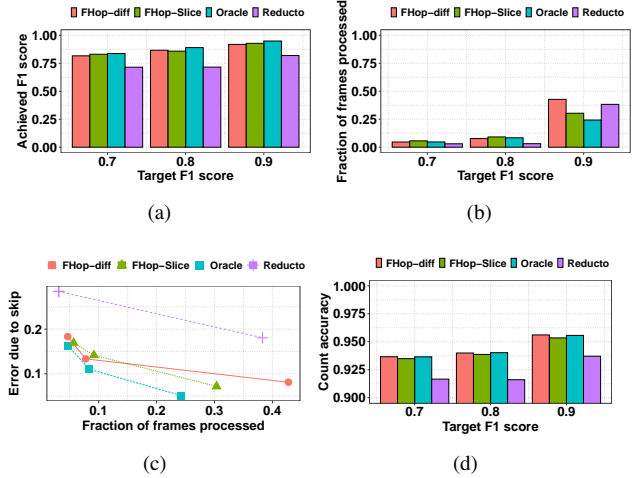 FHop-diff FHop-Slice Oracle Reducto
Achieved F1 score
1.00
0.75
0.50
0.25
0.00
0.7 0.8 0.9
Target F1 score
(a)
FHop-diff FHop-Slice Oracle Reducto
Fraction of frames processed
1.00
0.75
0.50
0.25
0.00
0.7 0.8 0.9
Target F1 score
(b)
FHop-diff FHop-Slice Oracle Reducto
Error due to skip
0.2
0.1
0.1 0.2 0.3 0.4
Fraction of frames processed
(c)
FHop-diff FHop-Slice Oracle Reducto
Count accuracy
1.000
0.975
0.950
0.925
0.900
0.7 0.8 0.9
Target F1 score
(d)